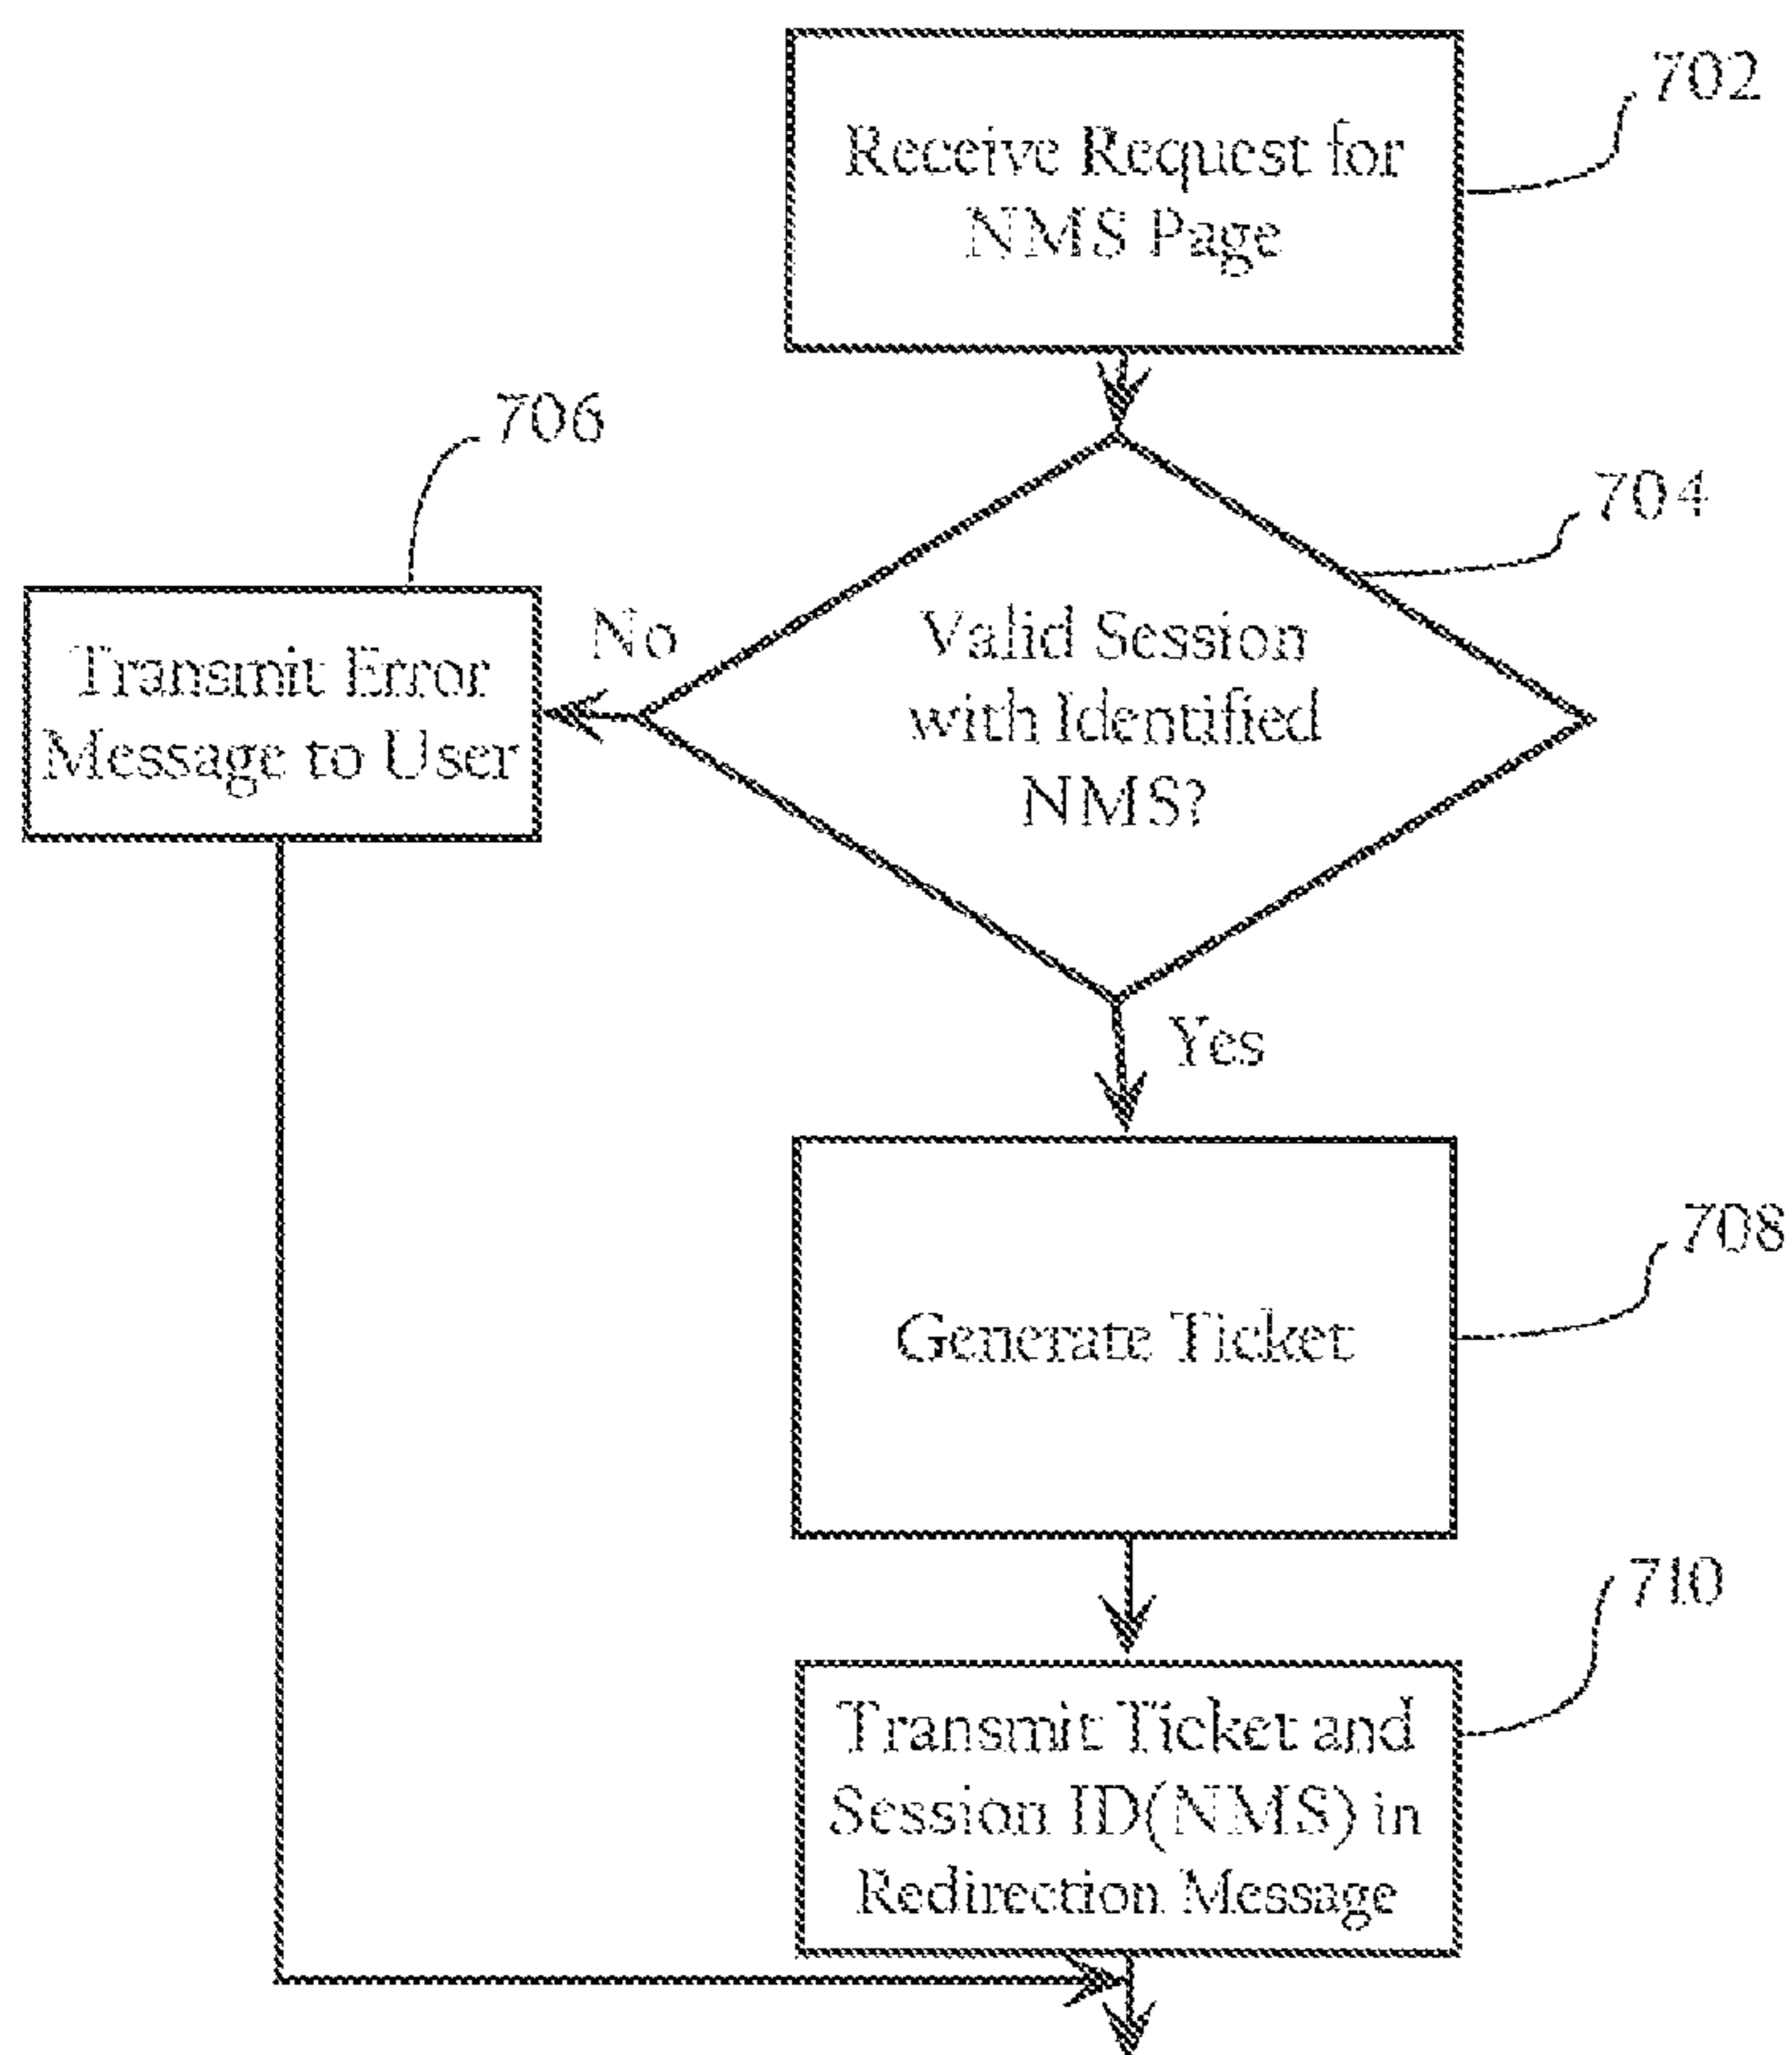 702
Receive Request for
NMS Page
706
704
No
Transmit Error
Message to User
Valid Session
with Identified
NMS?
Yes
708
Generate Ticket
710
Transmit Ticket and
Session ID(NMS) in
Redirection Message